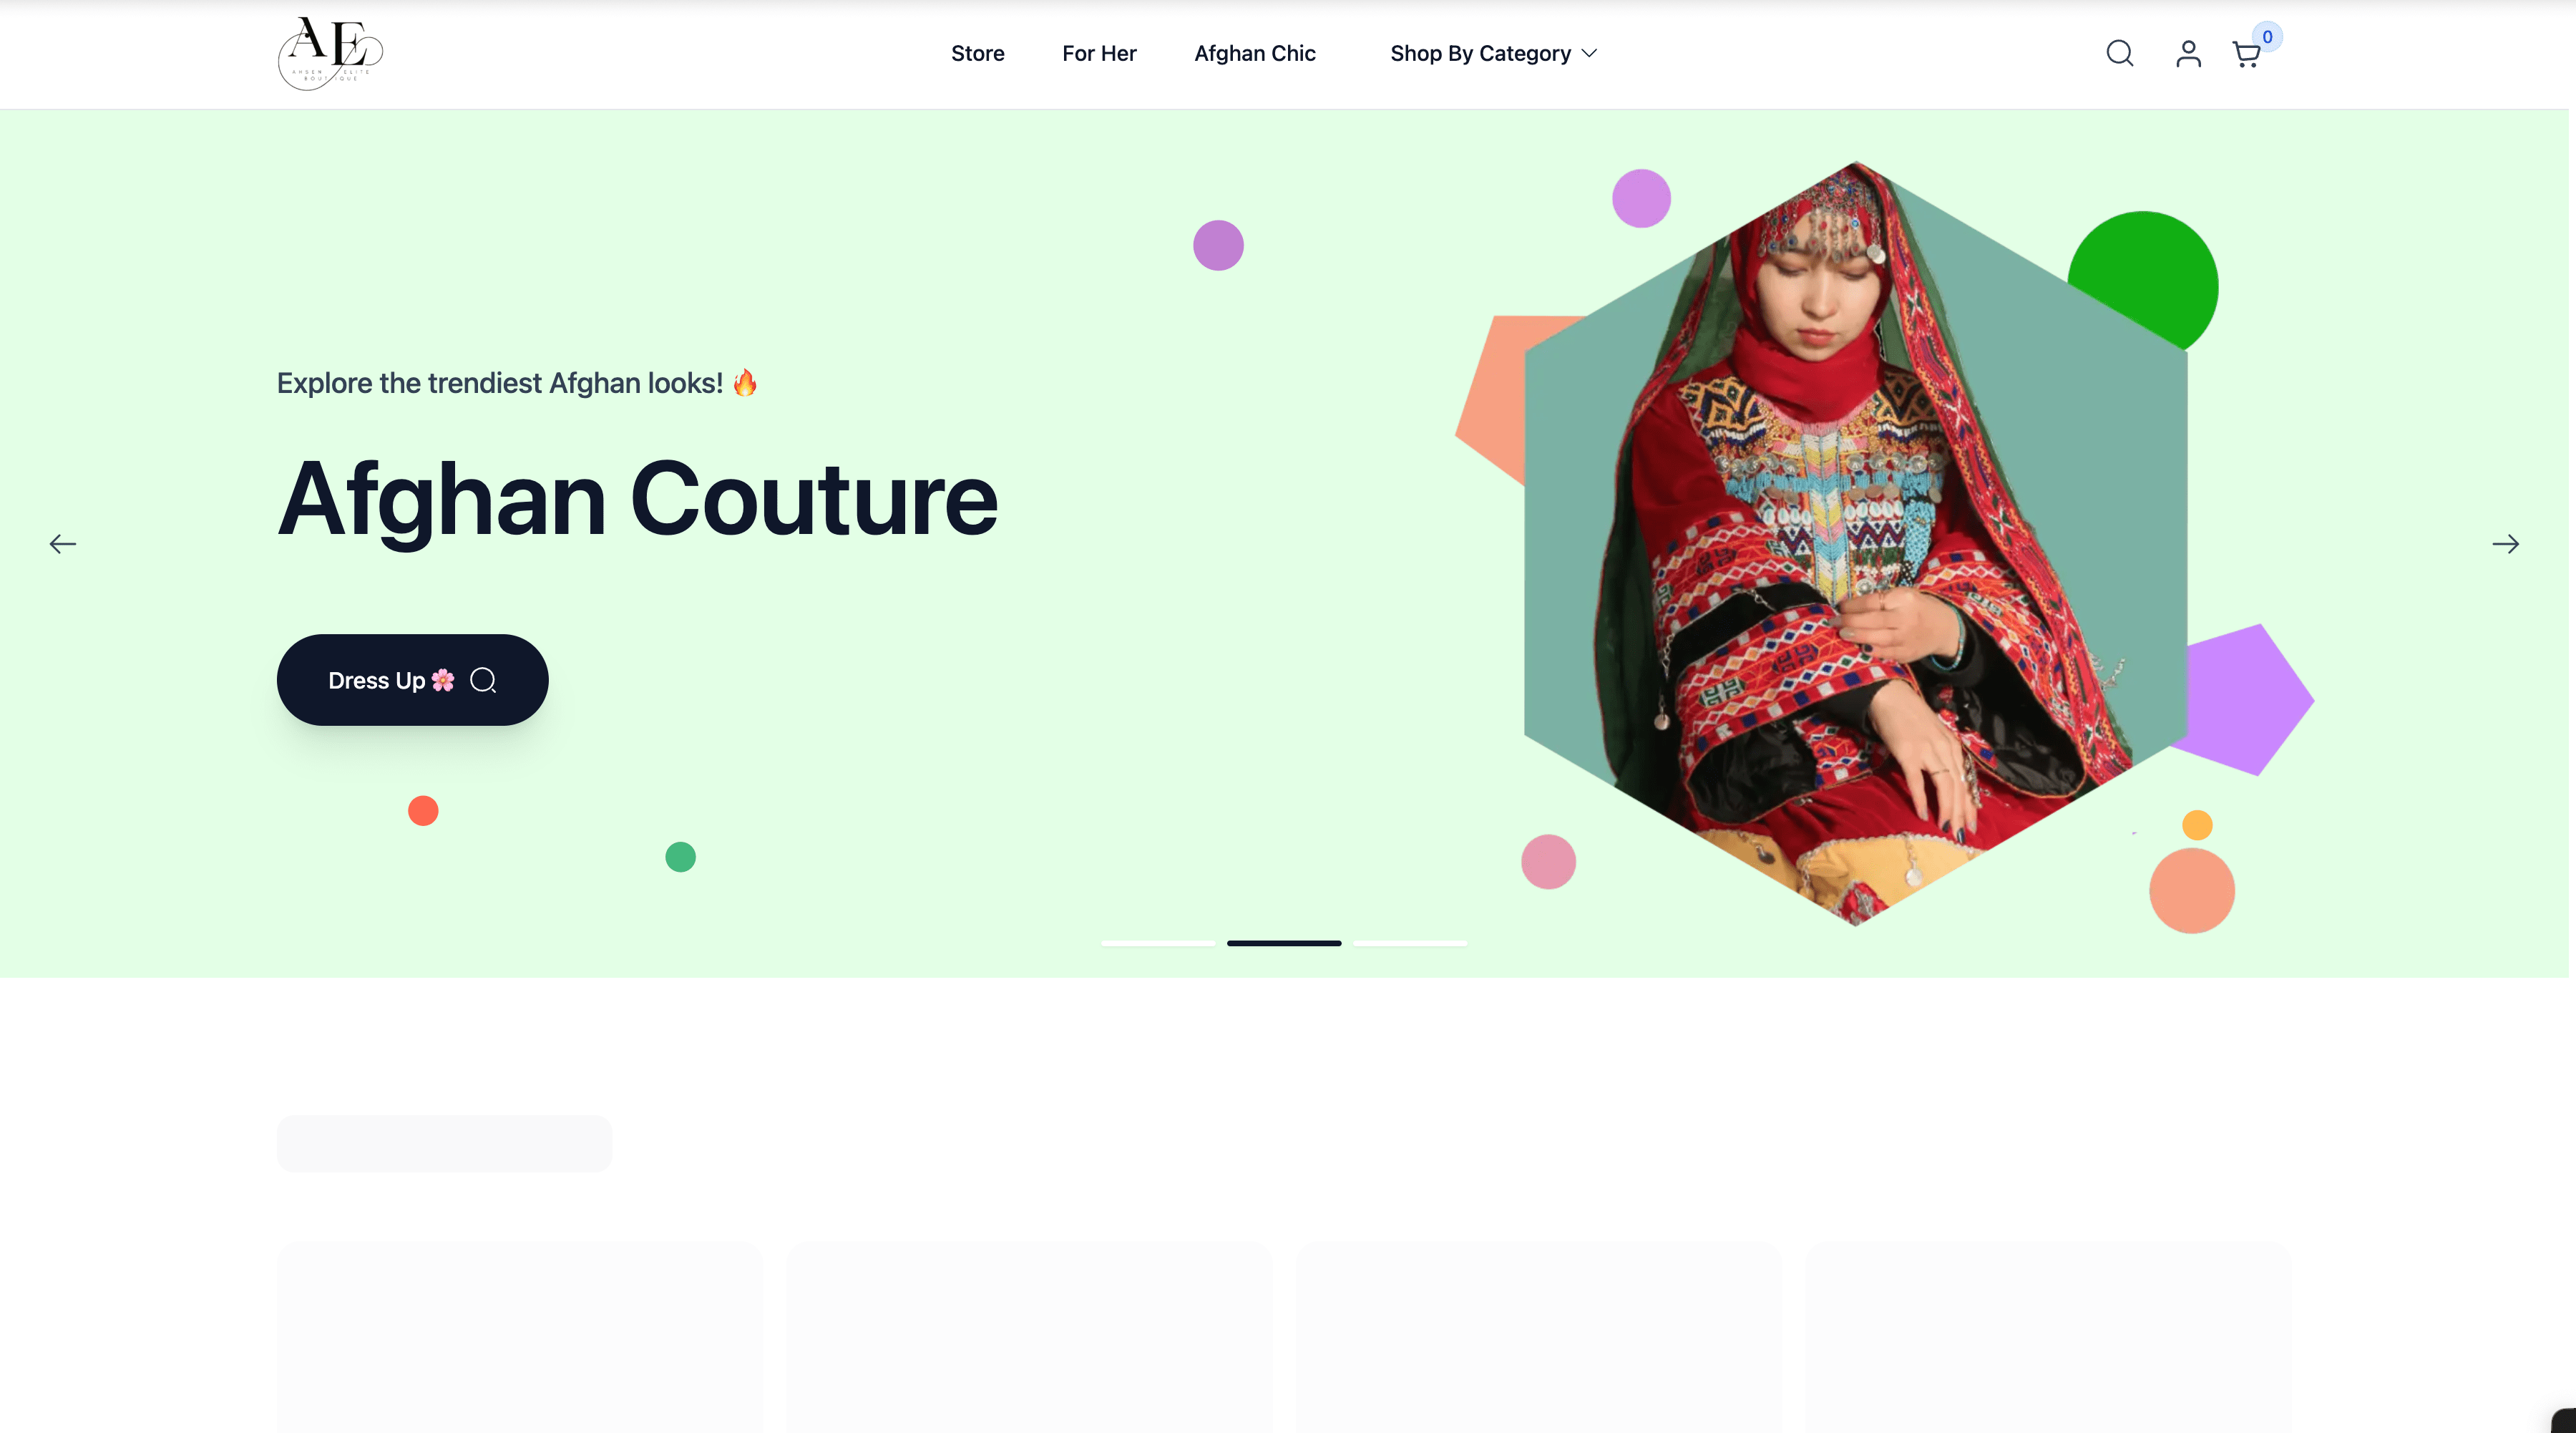 AE
AHSEN ELITE
BOUTIQUE
Store
For Her
Afghan Chic
Shop By Category
0
Explore the trendiest Afghan looks! 🔥
Afghan Couture
Dress Up 🌸